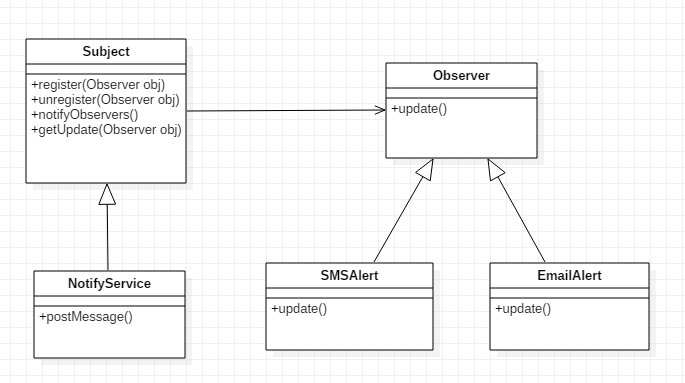 Subject
+register(Observer obj)
+unregister(Observer obj)
+notifyObservers()
+getUpdate(Observer obj)
Observer
+update()
NotifyService
+postMessage()
SMSAlert
+update()
EmailAlert
+update()